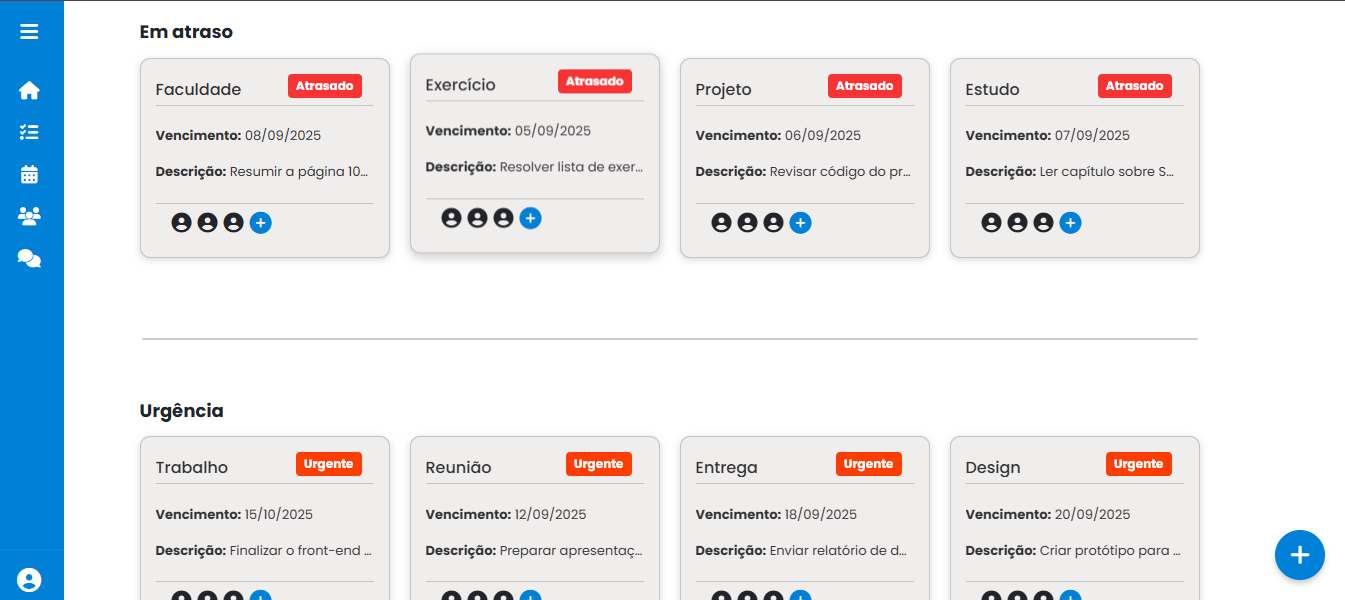 Em atraso
Faculdade Atrasado
Vencimento: 08/09/2025
Descrição: Resumir a página 10...
Exercício Atrasado
Vencimento: 05/09/2025
Descrição: Resolver lista de exer...
Projeto Atrasado
Vencimento: 06/09/2025
Descrição: Revisar código do pr...
Estudo Atrasado
Vencimento: 07/09/2025
Descrição: Ler capítulo sobre S...
Urgência
Trabalho Urgente
Vencimento: 15/10/2025
Descrição: Finalizar o front-end ...
Reunião Urgente
Vencimento: 12/09/2025
Descrição: Preparar apresentaç...
Entrega Urgente
Vencimento: 18/09/2025
Descrição: Enviar relatório de d...
Design Urgente
Vencimento: 20/09/2025
Descrição: Criar protótipo para ...